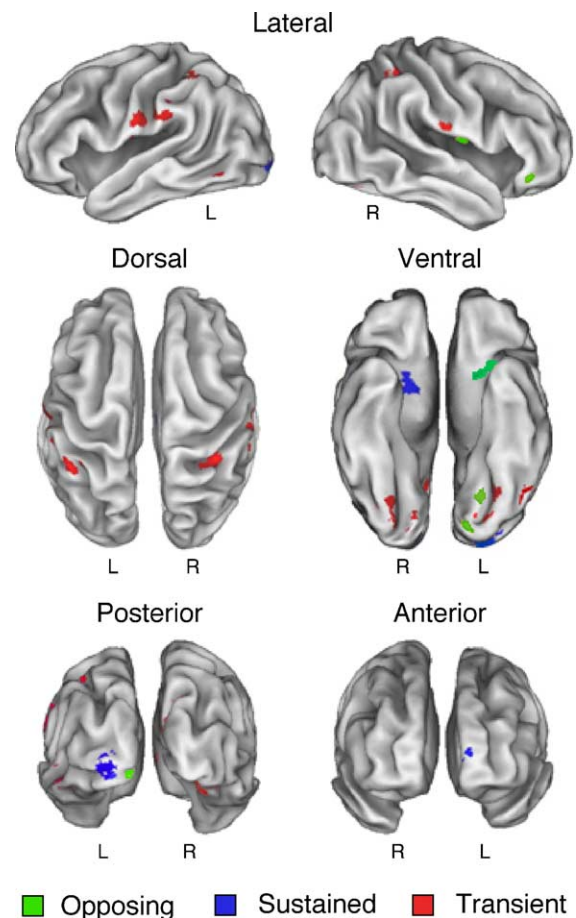 Lateral
L R
Dorsal Ventral
L R R L
Posterior Anterior
L R R L
Opposing Sustained Transient